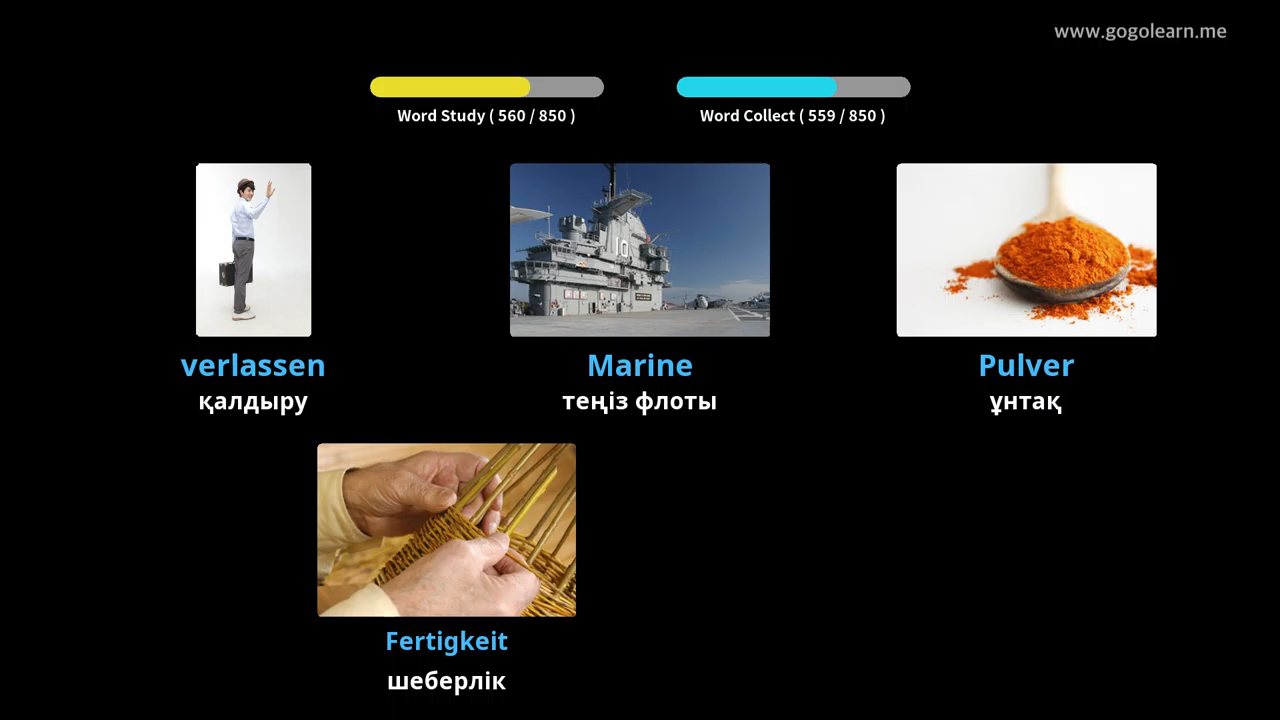 www.gogolearn.me
Word Study ( 560 / 850 )
Word Collect ( 559 / 850 )
verlassen
қалдыру
Marine
теңіз флоты
Pulver
ұнтақ
10
Fertigkeit
шеберлік